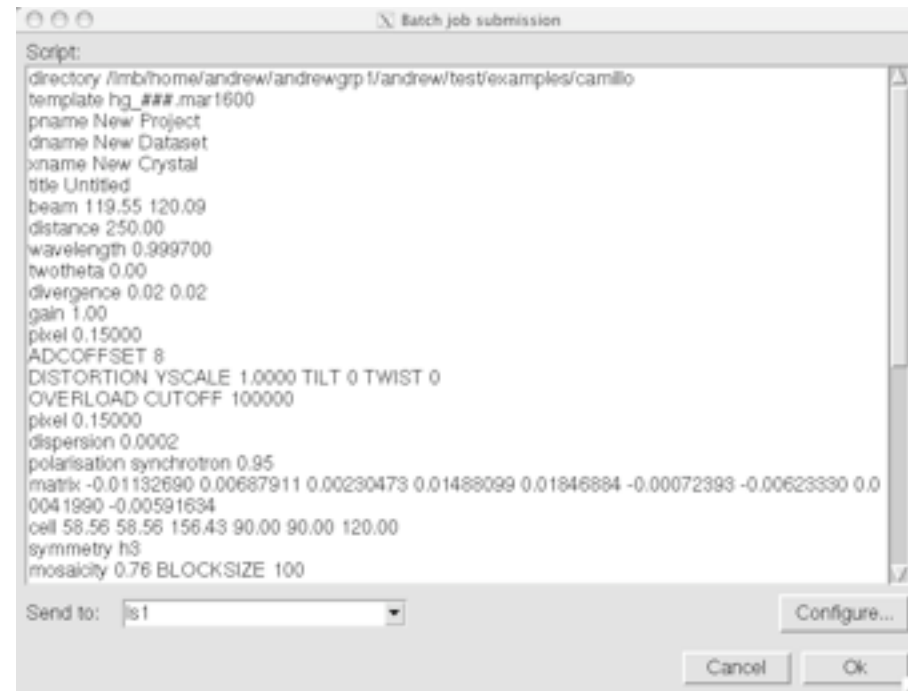 Batch job submission
Script:
directory /lmb/home/andrew/andrewgrp1/andrew/test/examples/camillo
template hg_###.mar1600
pname New Project
dname New Dataset
xname New Crystal
title Untitled
beam 119.55 120.09
distance 250.00
wavelength 0.999700
twotheta 0.00
divergence 0.02 0.02
gain 1.00
pixel 0.15000
ADCOFFSET 8
DISTORTION YSCALE 1.0000 TILT 0 TWIST 0
OVERLOAD CUTOFF 100000
pixel 0.15000
dispersion 0.0002
polarisation synchrotron 0.95
matrix -0.01132690 0.00687911 0.00230473 0.01488099 0.01846884 -0.00072393 -0.00623330 0.0
0041990 -0.00591634
cell 58.56 58.56 156.43 90.00 90.00 120.00
symmetry h3
mosaicity 0.76 BLOCKSIZE 100
Send to: ls1 Configure...
Cancel Ok